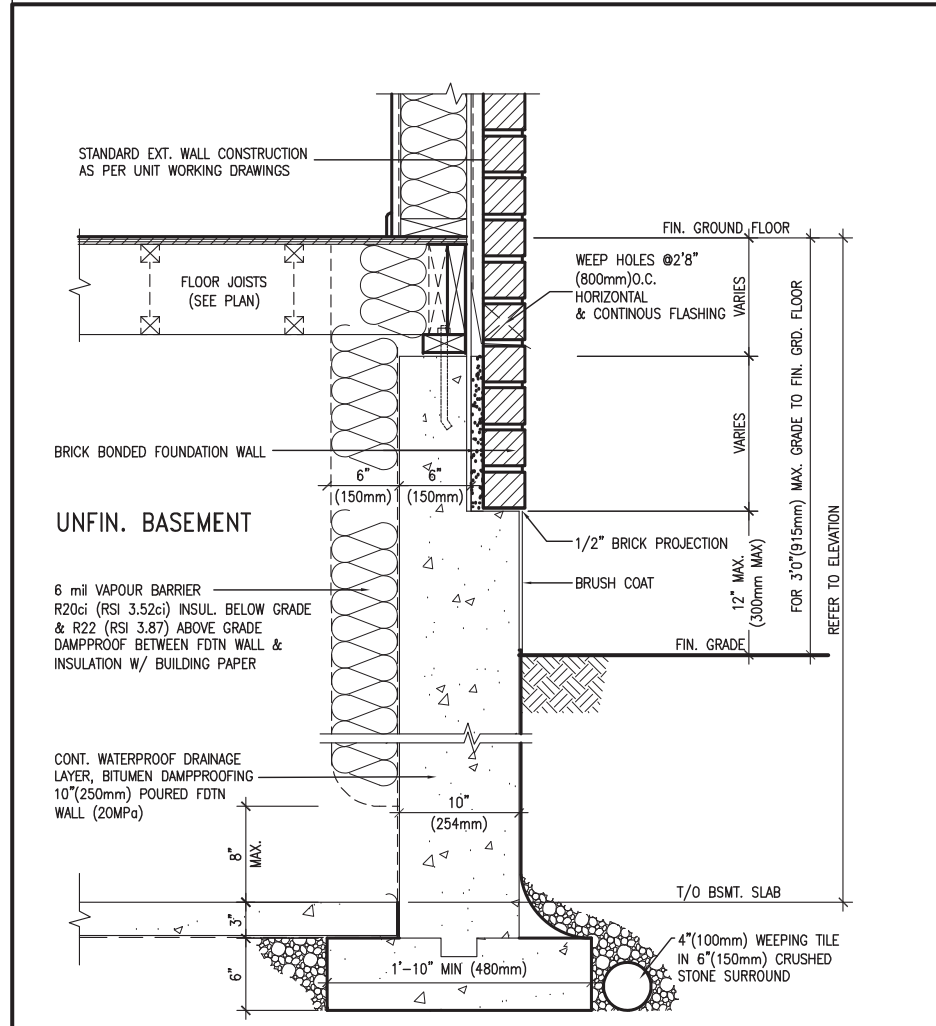 STANDARD EXT. WALL CONSTRUCTION
AS PER UNIT WORKING DRAWINGS
FIN. GROUND FLOOR
FLOOR JOISTS
(SEE PLAN)
WEEP HOLES @2'8"
(800mm)O.C.
HORIZONTAL
& CONTINOUS FLASHING
VARIES
VARIES
BRICK BONDED FOUNDATION WALL
6"
(150mm)
6"
(150mm)
UNFIN. BASEMENT
1/2" BRICK PROJECTION
BRUSH COAT
12" MAX.
(300mm MAX)
FOR 3'0"(915mm) MAX. GRADE TO FIN. GRD. FLOOR
REFER TO ELEVATION
6 mil VAPOUR BARRIER
R20ci (RSI 3.52ci) INSUL. BELOW GRADE
& R22 (RSI 3.87) ABOVE GRADE
DAMPPROOF BETWEEN FDTN WALL &
INSULATION W/ BUILDING PAPER
FIN. GRADE
CONT. WATERPROOF DRAINAGE
LAYER, BITUMEN DAMPPROOFING
10"(250mm) POURED FDTN
WALL (20MPa)
10"
(254mm)
8"
MAX.
T/O BSMT. SLAB
3"
6"
1'-10" MIN (480mm)
4"(100mm) WEEPING TILE
IN 6"(150mm) CRUSHED
STONE SURROUND